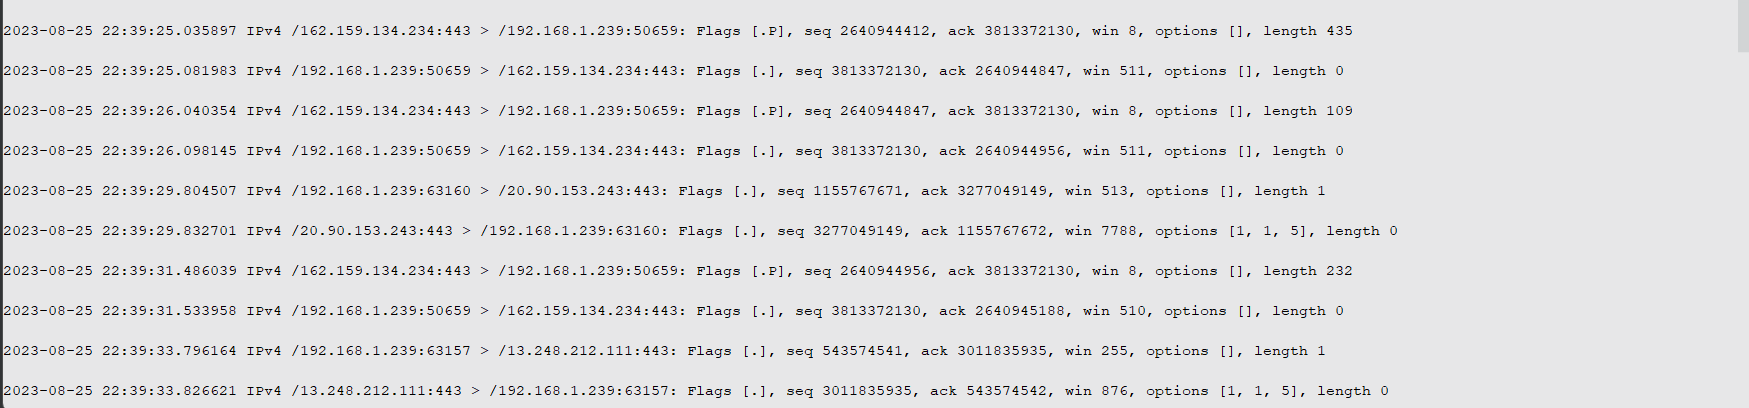 2023-08-25 22:39:25.035897 IPv4 /162.159.134.234:443 > /192.168.1.239:50659: Flags [.P], seq 2640944412, ack 3813372130, win 8, options [], length 435
2023-08-25 22:39:25.081983 IPv4 /192.168.1.239:50659 > /162.159.134.234:443: Flags [.], seq 3813372130, ack 2640944847, win 511, options [], length 0
2023-08-25 22:39:26.040354 IPv4 /162.159.134.234:443 > /192.168.1.239:50659: Flags [.P], seq 2640944847, ack 3813372130, win 8, options [], length 109
2023-08-25 22:39:26.098145 IPv4 /192.168.1.239:50659 > /162.159.134.234:443: Flags [.], seq 3813372130, ack 2640944956, win 511, options [], length 0
2023-08-25 22:39:29.804507 IPv4 /192.168.1.239:63160 > /20.90.153.243:443: Flags [.], seq 1155767671, ack 3277049149, win 513, options [], length 1
2023-08-25 22:39:29.832701 IPv4 /20.90.153.243:443 > /192.168.1.239:63160: Flags [.], seq 3277049149, ack 1155767672, win 7788, options [1, 1, 5], length 0
2023-08-25 22:39:31.486039 IPv4 /162.159.134.234:443 > /192.168.1.239:50659: Flags [.P], seq 2640944956, ack 3813372130, win 8, options [], length 232
2023-08-25 22:39:31.533958 IPv4 /192.168.1.239:50659 > /162.159.134.234:443: Flags [.], seq 3813372130, ack 2640945188, win 510, options [], length 0
2023-08-25 22:39:33.796164 IPv4 /192.168.1.239:63157 > /13.248.212.111:443: Flags [.], seq 543574541, ack 3011835935, win 255, options [], length 1
2023-08-25 22:39:33.826621 IPv4 /13.248.212.111:443 > /192.168.1.239:63157: Flags [.], seq 3011835935, ack 543574542, win 876, options [1, 1, 5], length 0